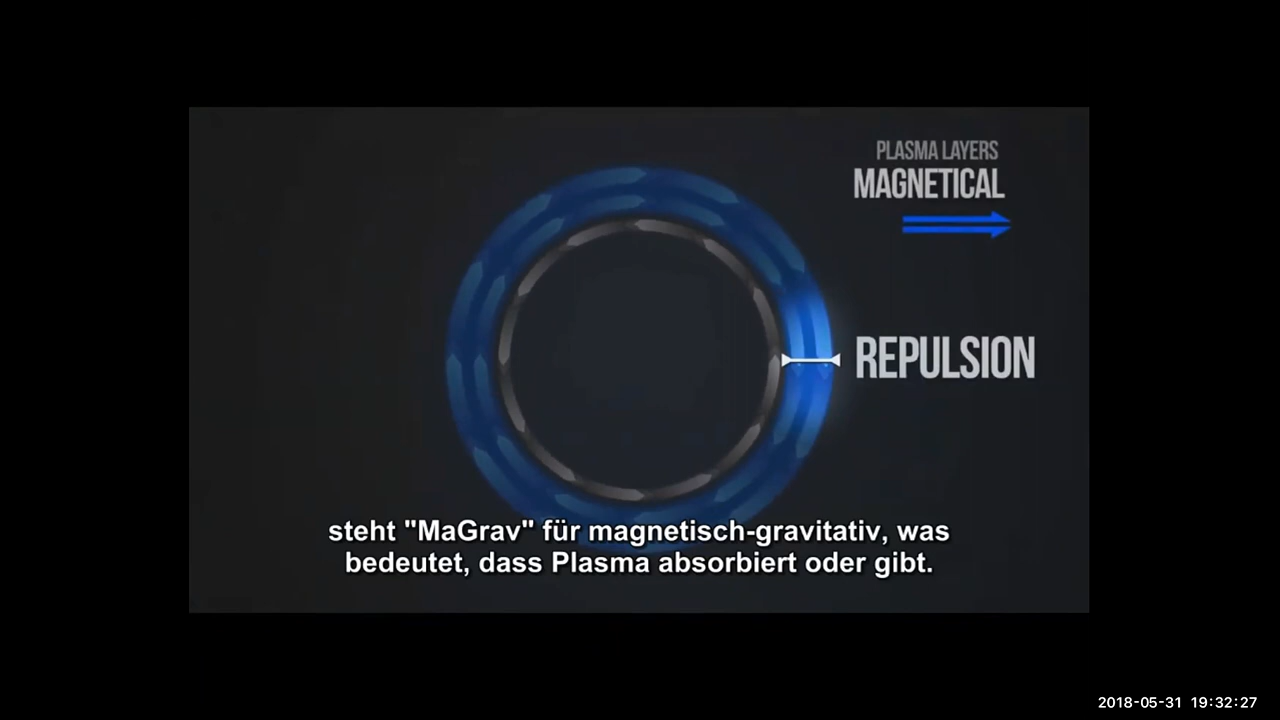 PLASMA LAYERS
MAGNETICAL
REPULSION
steht "MaGrav" für magnetisch-gravitativ, was
bedeutet, dass Plasma absorbiert oder gibt.
2018-05-31 19:32:27